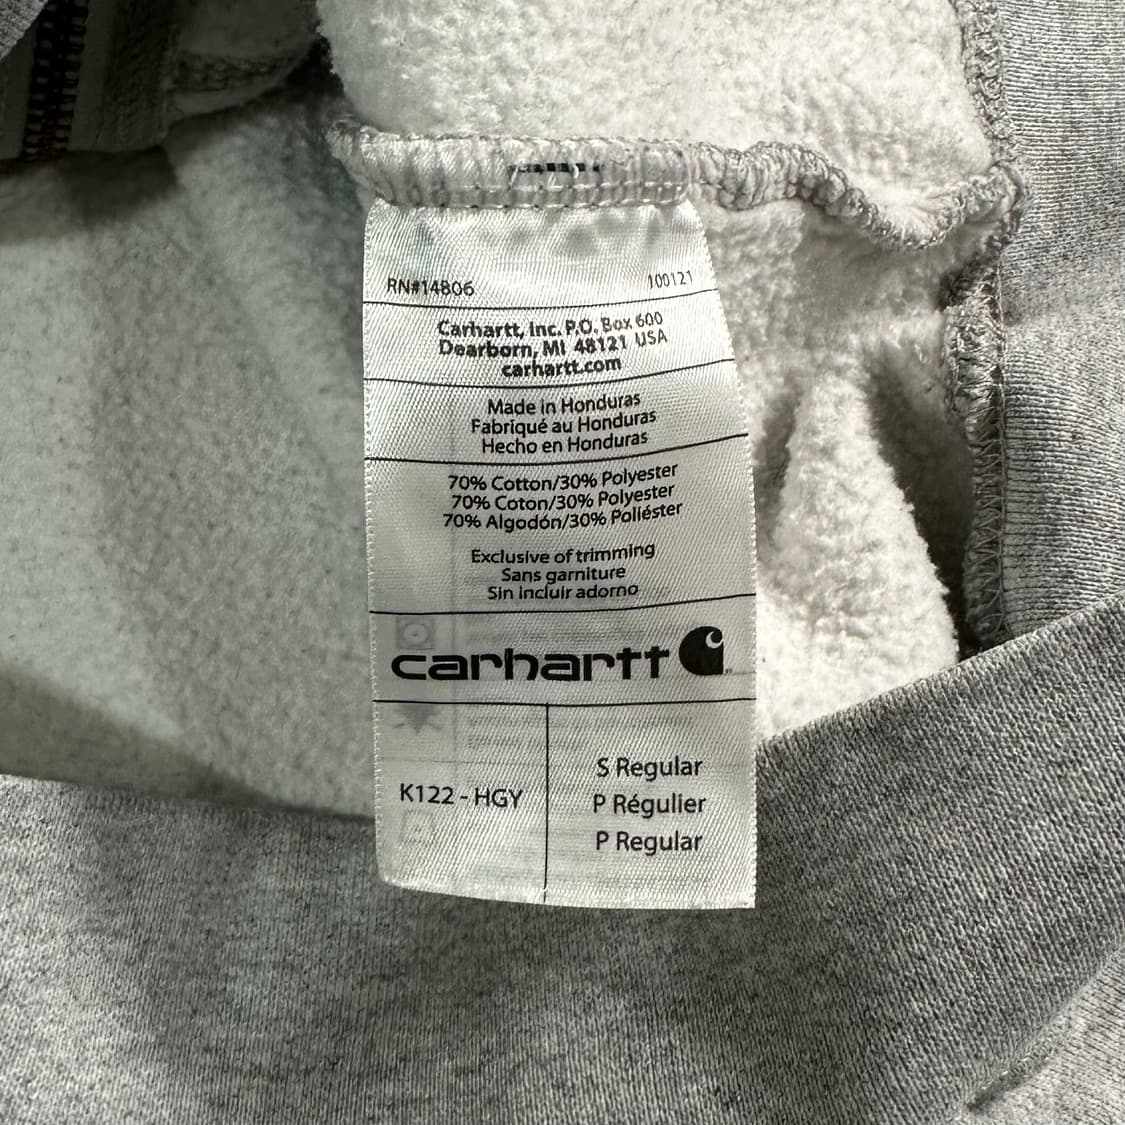 RN#14806 100121
Carhartt, Inc. P.O. Box 600
Dearborn, MI 48121 USA
carhartt.com
Made in Honduras
Fabriqué au Honduras
Hecho en Honduras
70% Cotton/30% Polyester
70% Coton/30% Polyester
70% Algodón/30% Poliéster
Exclusive of trimming
Sans garniture
Sin incluir adorno
carhartt
K122 - HGY
S Regular
P Régulier
P Regular